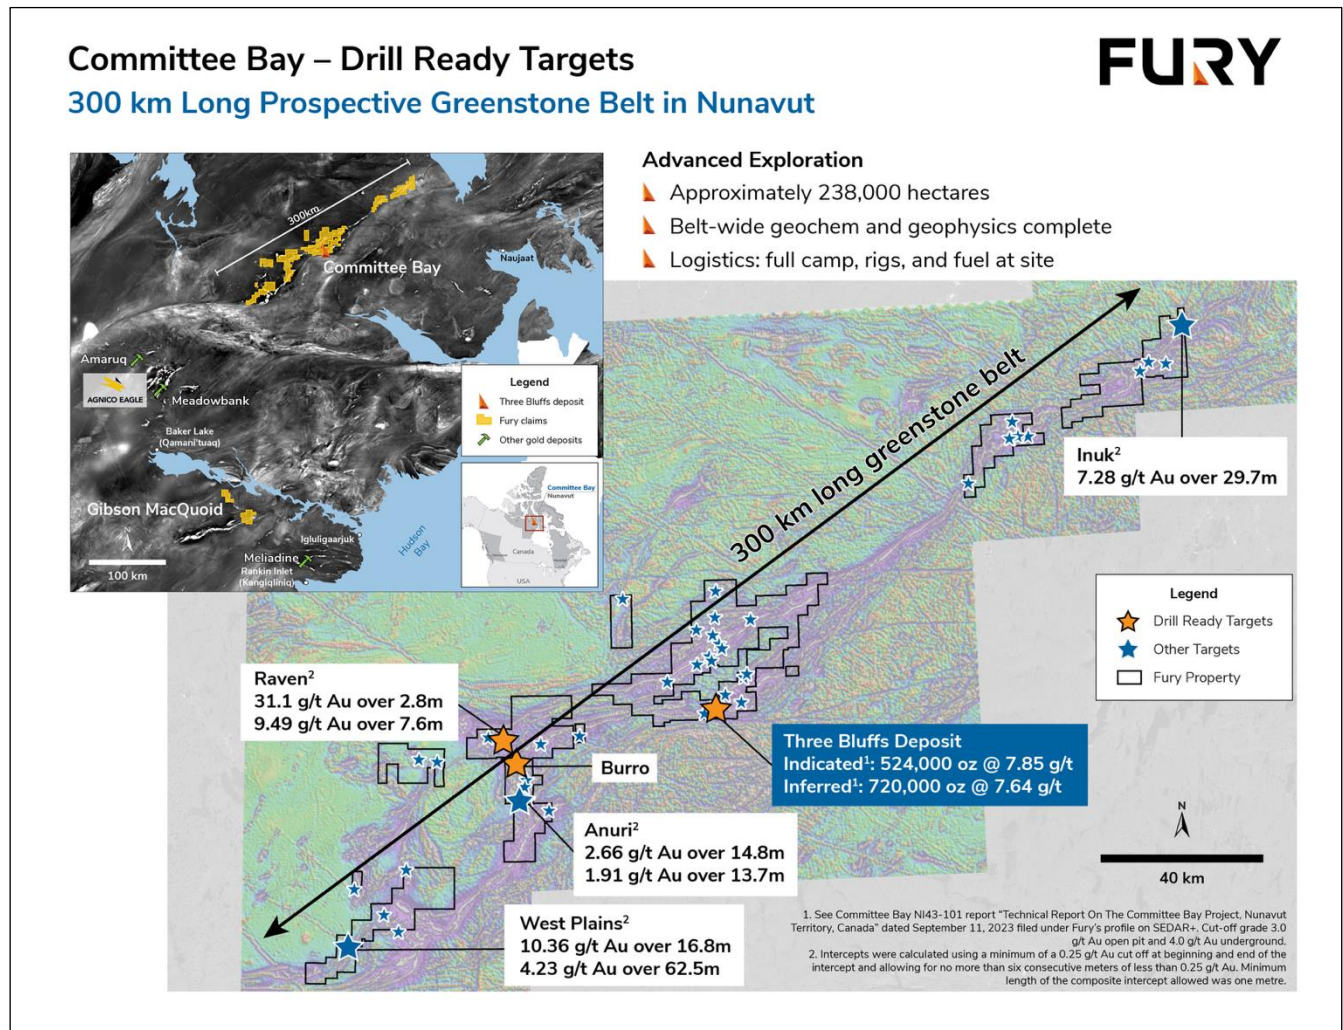 Committee Bay – Drill Ready Targets
300 km Long Prospective Greenstone Belt in Nunavut
FURY
300km
Committee Bay
Naujaat
Amaruq
AGNICO EAGLE
Meadowbank
Baker Lake
(Qamani'tuaq)
Gibson MacQuoid
N
100 km
Igluligaarjuk
Meliadine
Rankin Inlet
(Kangiqliniq)
Hudson
Bay
Legend
Three Bluffs deposit
Fury claims
Other gold deposits
Committee Bay
Nunavut
Canada
USA
Advanced Exploration
Approximately 238,000 hectares
Belt-wide geochem and geophysics complete
Logistics: full camp, rigs, and fuel at site
300 km long greenstone belt
Inuk²
7.28 g/t Au over 29.7m
Legend
Drill Ready Targets
Other Targets
Fury Property
Raven²
31.1 g/t Au over 2.8m
9.49 g/t Au over 7.6m
Burro
Three Bluffs Deposit
Indicated¹: 524,000 oz @ 7.85 g/t
Inferred¹: 720,000 oz @ 7.64 g/t
Anuri²
2.66 g/t Au over 14.8m
1.91 g/t Au over 13.7m
West Plains²
10.36 g/t Au over 16.8m
4.23 g/t Au over 62.5m
N
40 km
1. See Committee Bay NI43-101 report "Technical Report On The Committee Bay Project, Nunavut
Territory, Canada" dated September 11, 2023 filed under Fury's profile on SEDAR+. Cut-off grade 3.0
g/t Au open pit and 4.0 g/t Au underground.
2. Intercepts were calculated using a minimum of a 0.25 g/t Au cut off at beginning and end of the
intercept and allowing for no more than six consecutive meters of less than 0.25 g/t Au. Minimum
length of the composite intercept allowed was one metre.